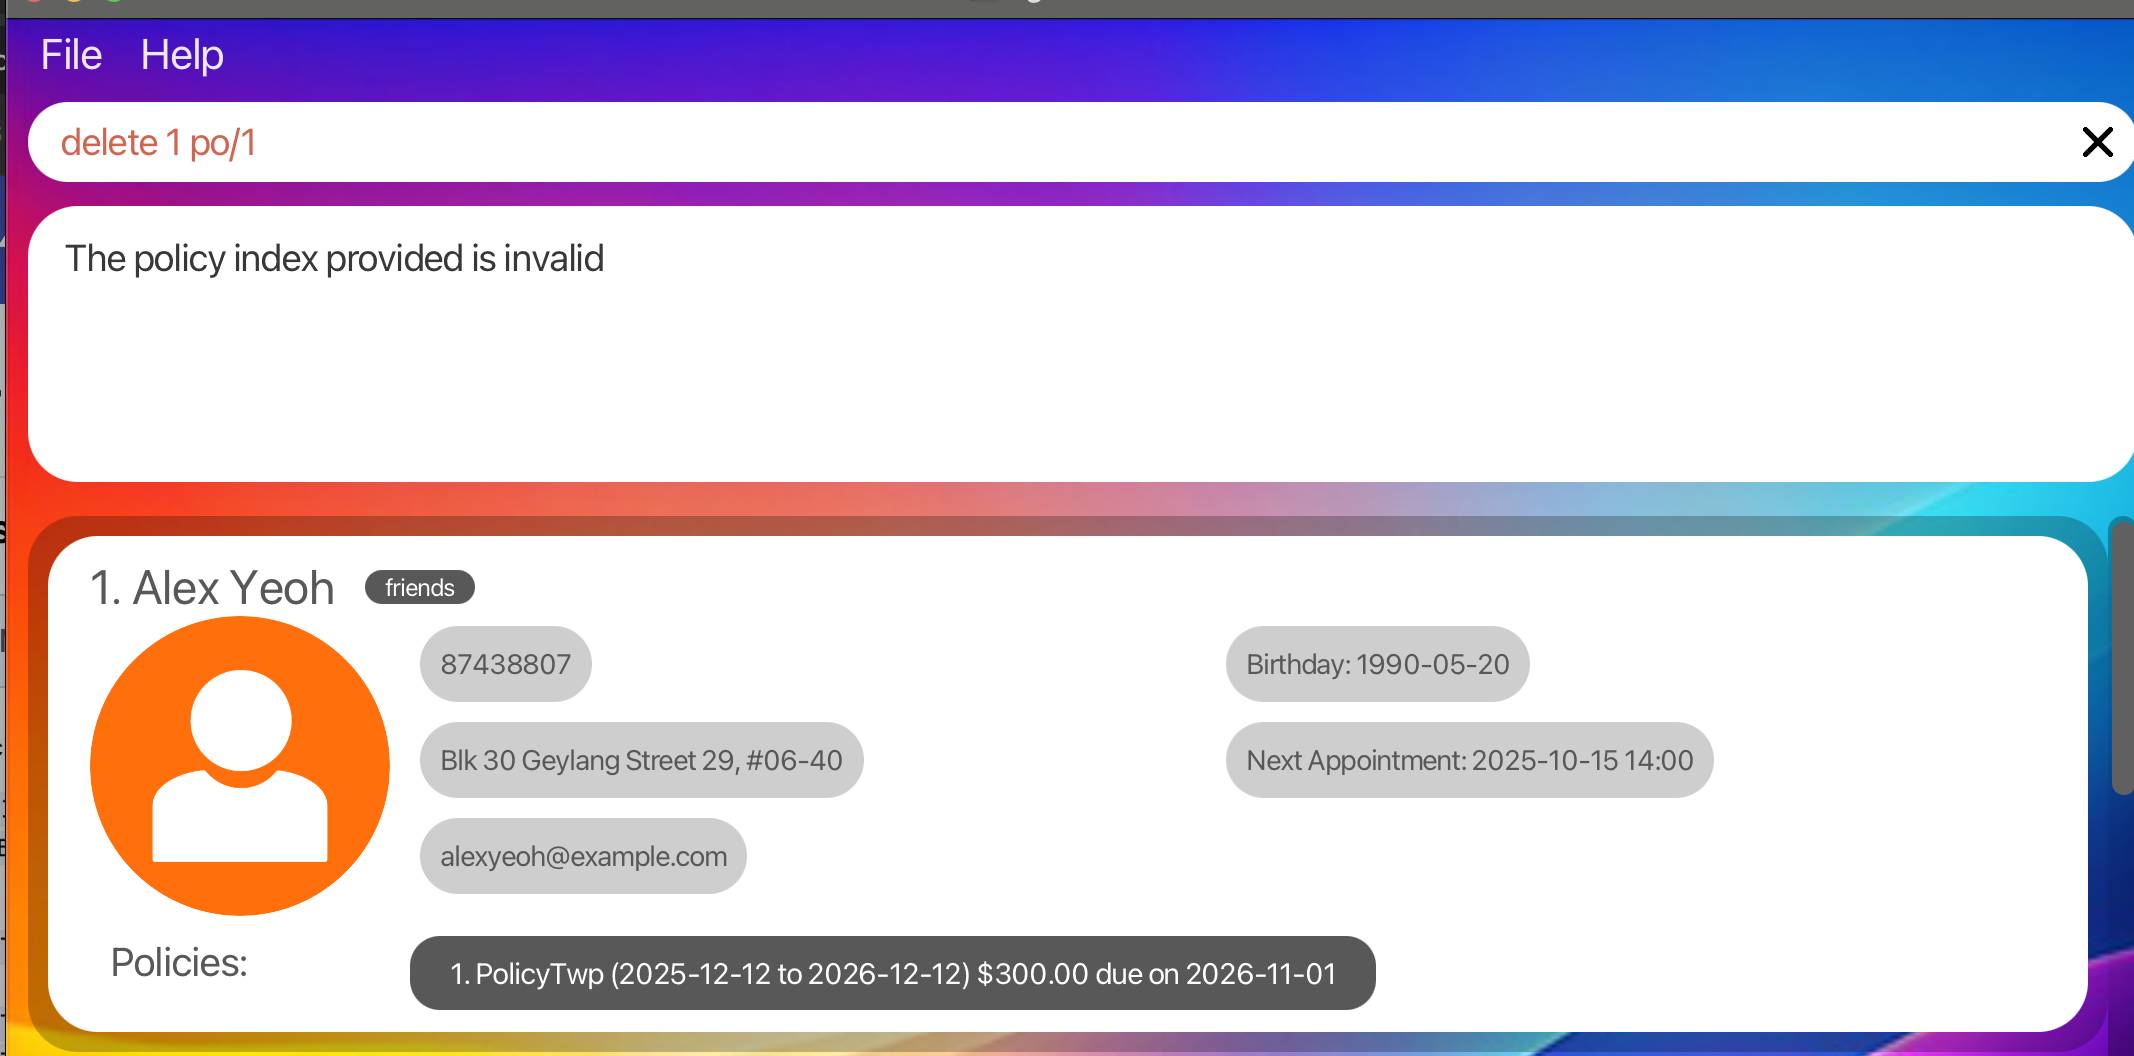 File Help
delete 1 po/1
The policy index provided is invalid
1. Alex Yeoh friends
87438807 Birthday: 1990-05-20
Blk 30 Geylang Street 29, #06-40 Next Appointment: 2025-10-15 14:00
alexyeoh@example.com
Policies: 1. PolicyTwp (2025-12-12 to 2026-12-12) $300.00 due on 2026-11-01